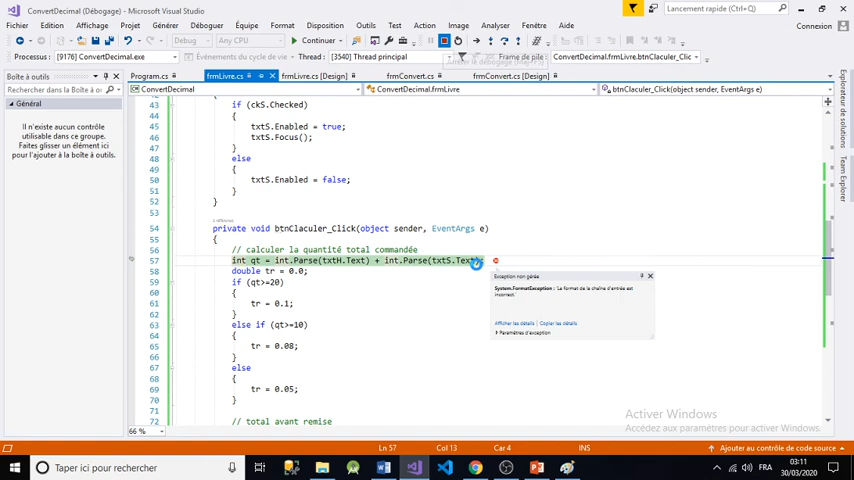 ConvertDecimal (Débogage) - Microsoft Visual Studio
Lancement rapide (Ctrl+Q)
Fichier Edition Affichage Projet Générer Déboguer Équipe Format Disposition Outils Test Analyser Fenêtre Aide
Connexion
Debug Any CPU Continuer
Processus : [9176] ConvertDecimal.exe Événements du cycle de vie Thread : [3540] Thread principal Frame de pile : ConvertDecimal.frmLivre.btnClaculer_Clic
Boîte à outils
Program.cs frmLivre.cs frmLivre.cs [Design] frmConvert.cs frmConvert.cs [Design]
Rechercher dans la Boîte à o
ConvertDecimal ConvertDecimal.frmLivre btnClaculer_Click(object sender, EventArgs e)
Général
Il n'existe aucun contrôle
utilisable dans ce groupe.
Faites glisser un élément ici
pour l'ajouter à la boîte à outils.
43 if (ckS.Checked)
44 {
45 txtS.Enabled = true;
46 txtS.Focus();
47 }
48 else
49 {
50 txtS.Enabled = false;
51 }
52 }
53
54 private void btnClaculer_Click(object sender, EventArgs e)
55 {
56 // calculer la quantité total commandée
57 int qt = int.Parse(txtH.Text) + int.Parse(txtS.Text);
58 double tr = 0.0;
59 if (qt>=20)
60 {
61 tr = 0.1;
62 }
63 else if (qt>=10)
64 {
65 tr = 0.08;
66 }
67 else
68 {
69 tr = 0.05;
70 }
71
72 // total avant remise
Exception non gérée
System.FormatException : 'Le format de la chaîne d'entrée est
incorrect.'
Afficher les détails Copier les détails
Paramètres d'exception
Explorateur de solutions
Team Explorer
Activer Windows
Accédez aux paramètres pour activer Windows.
66 %
Ln 57 Col 13 Car 4 INS Ajouter au contrôle de code source
Taper ici pour rechercher
FRA
03:11
30/03/2020